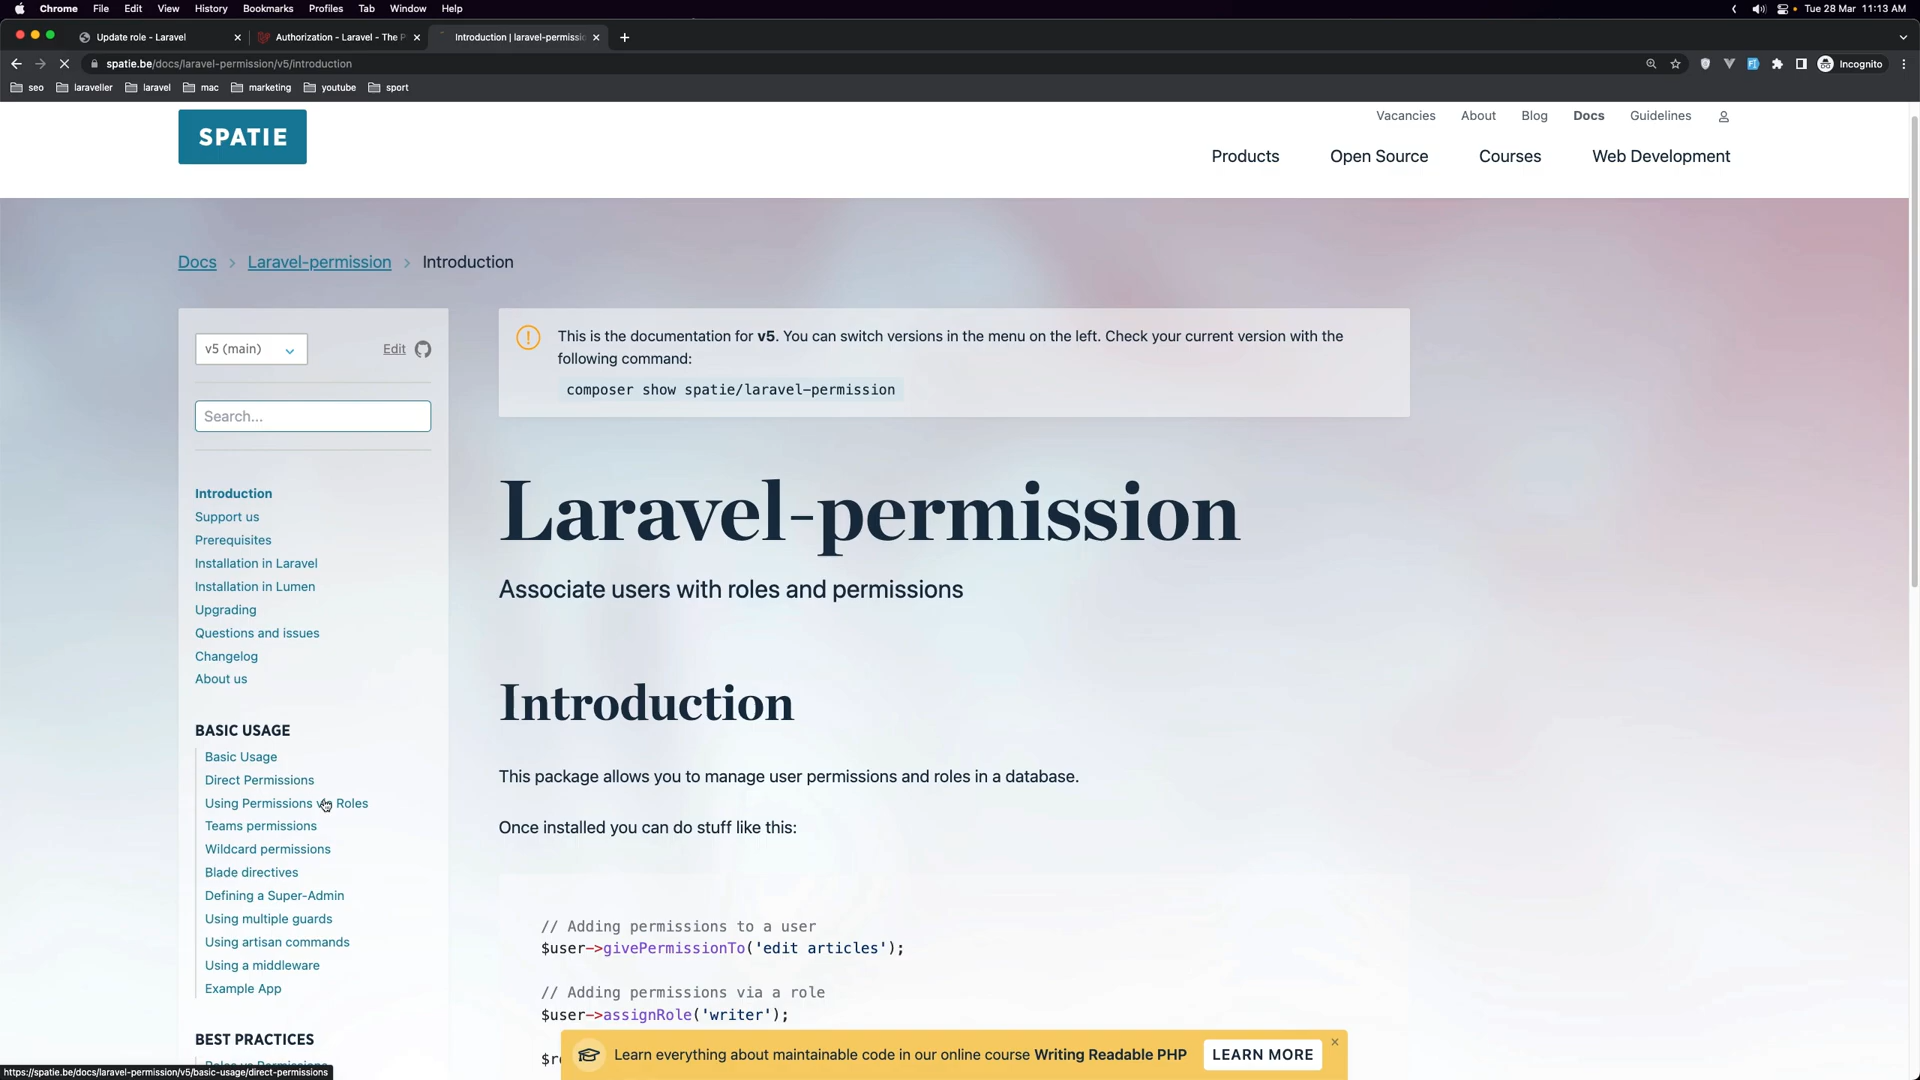 Chrome File Edit View History Bookmarks Profiles Tab Window Help
Tue 28 Mar 11:13 AM
Update role - Laravel
Authorization - Laravel - The P
Introduction | laravel-permissio
spatie.be/docs/laravel-permission/v5/introduction
Incognito
seo laraveller laravel mac marketing youtube sport
SPATIE
Vacancies About Blog Docs Guidelines
Products Open Source Courses Web Development
Docs > Laravel-permission > Introduction
v5 (main)
Edit
Search...
Introduction
Support us
Prerequisites
Installation in Laravel
Installation in Lumen
Upgrading
Questions and issues
Changelog
About us
BASIC USAGE
Basic Usage
Direct Permissions
Using Permissions via Roles
Teams permissions
Wildcard permissions
Blade directives
Defining a Super-Admin
Using multiple guards
Using artisan commands
Using a middleware
Example App
BEST PRACTICES
This is the documentation for v5. You can switch versions in the menu on the left. Check your current version with the
following command:
composer show spatie/laravel-permission
Laravel-permission
Associate users with roles and permissions
Introduction
This package allows you to manage user permissions and roles in a database.
Once installed you can do stuff like this:
// Adding permissions to a user
$user->givePermissionTo('edit articles');
// Adding permissions via a role
$user->assignRole('writer');
Learn everything about maintainable code in our online course Writing Readable PHP
LEARN MORE
https://spatie.be/docs/laravel-permission/v5/basic-usage/direct-permissions